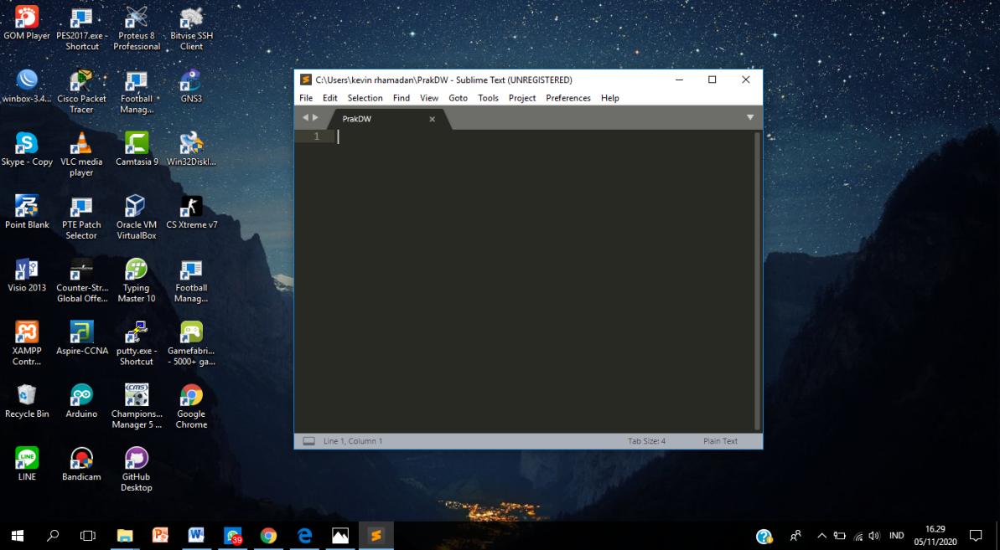 GOM Player
PES2017.exe -
Shortcut
Proteus 8
Professional
Bitvise SSH
Client
winbox-3.4...
Cisco Packet
Tracer
Football
Manag...
GNS3
Skype - Copy
VLC media
player
Camtasia 9
Win32DiskI...
Point Blank
PTE Patch
Selector
Oracle VM
VirtualBox
CS Xtreme v7
Visio 2013
Counter-Str...
Global Offe...
Typing
Master 10
Football
Manag...
XAMPP
Contr...
Aspire-CCNA
putty.exe -
Shortcut
Gamefabri...
- 5000+ ga...
Recycle Bin
Arduino
Champions...
Manager 5 ...
Google
Chrome
LINE
Bandicam
GitHub
Desktop
C:\Users\kevin rhamadan\PrakDW - Sublime Text (UNREGISTERED)
File Edit Selection Find View Goto Tools Project Preferences Help
PrakDW
1
Line 1, Column 1 Tab Size: 4 Plain Text
39
IND
16.29
05/11/2020